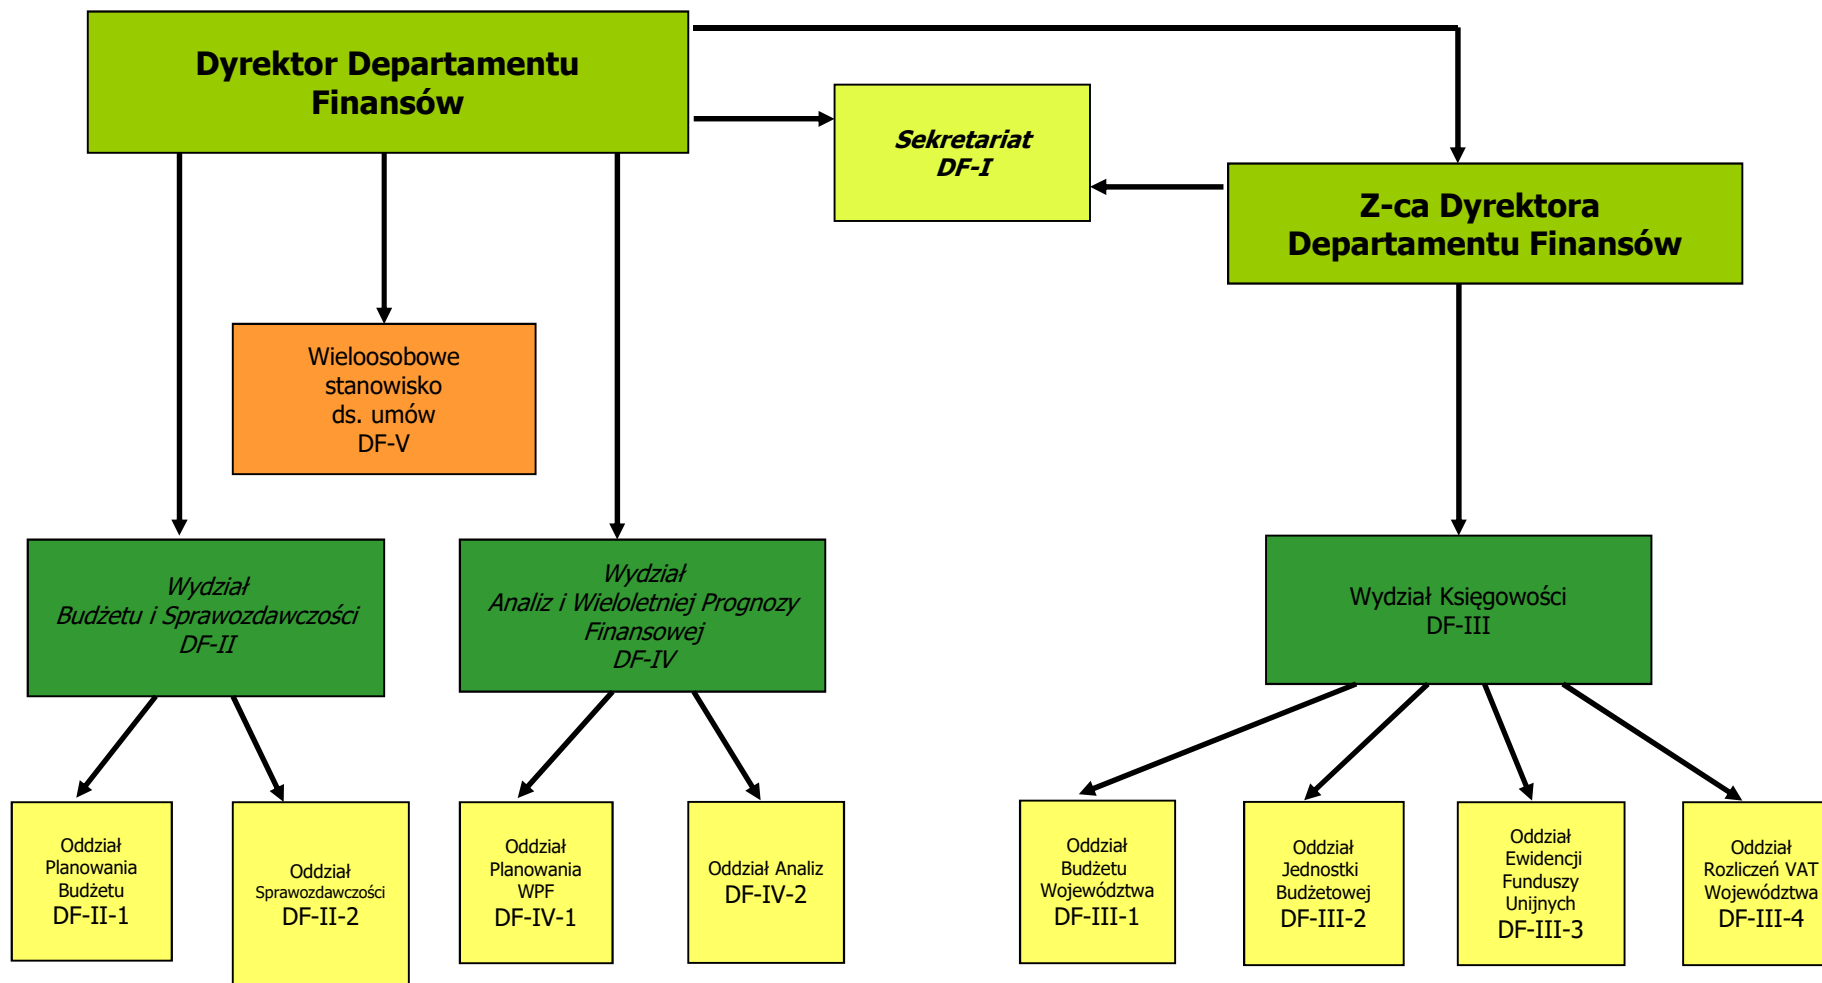 Dyrektor Departamentu
Finansów
Sekretariat
DF-I
Z-ca Dyrektora
Departamentu Finansów
Wieloosobowe
stanowisko
ds. umów
DF-V
Wydział
Budżetu i Sprawozdawczości
DF-II
Wydział
Analiz i Wieloletniej Prognozy
Finansowej
DF-IV
Wydział Księgowości
DF-III
Oddział
Planowania
Budżetu
DF-II-1
Oddział
Sprawozdawczości
DF-II-2
Oddział
Planowania
WPF
DF-IV-1
Oddział Analiz
DF-IV-2
Oddział
Budżetu
Województwa
DF-III-1
Oddział
Jednostki
Budżetowej
DF-III-2
Oddział
Ewidencji
Funduszy
Unijnych
DF-III-3
Oddział
Rozliczeń VAT
Województwa
DF-III-4